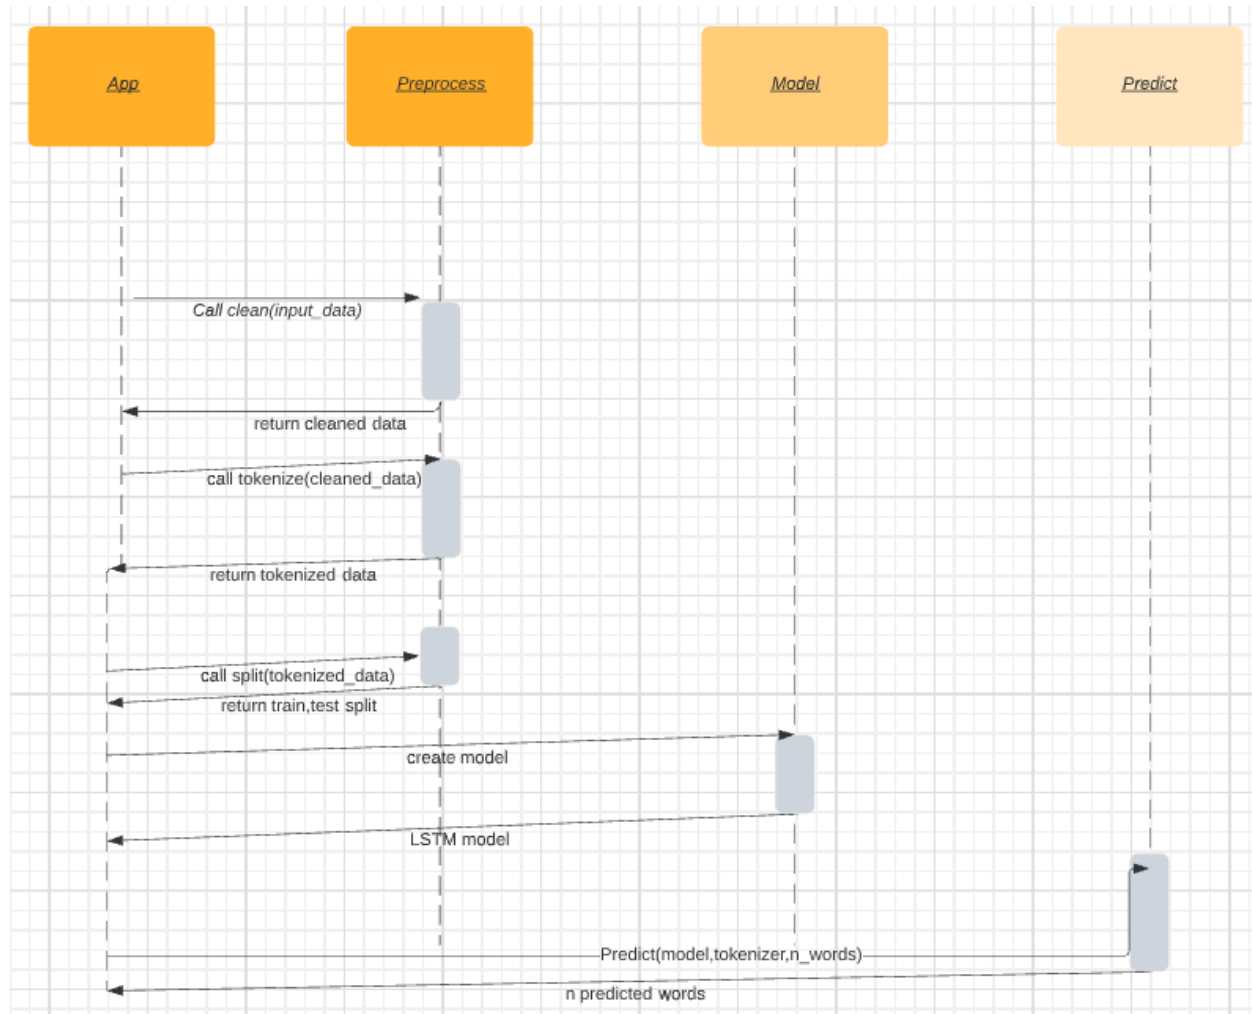 App
Preprocess
Model
Predict
Call clean(input_data)
return cleaned data
call tokenize(cleaned_data)
return tokenized data
call split(tokenized_data)
return train,test split
create model
LSTM model
Predict(model,tokenizer,n_words)
n predicted words